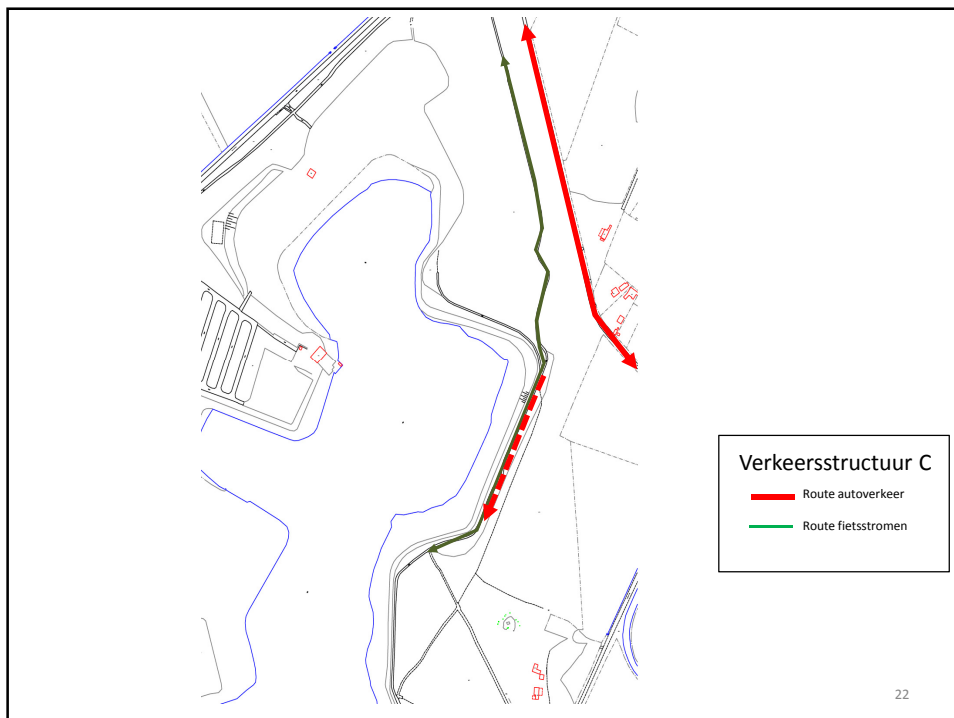 Verkeersstructuur C
Route autoverkeer
Route fietsstromen
22